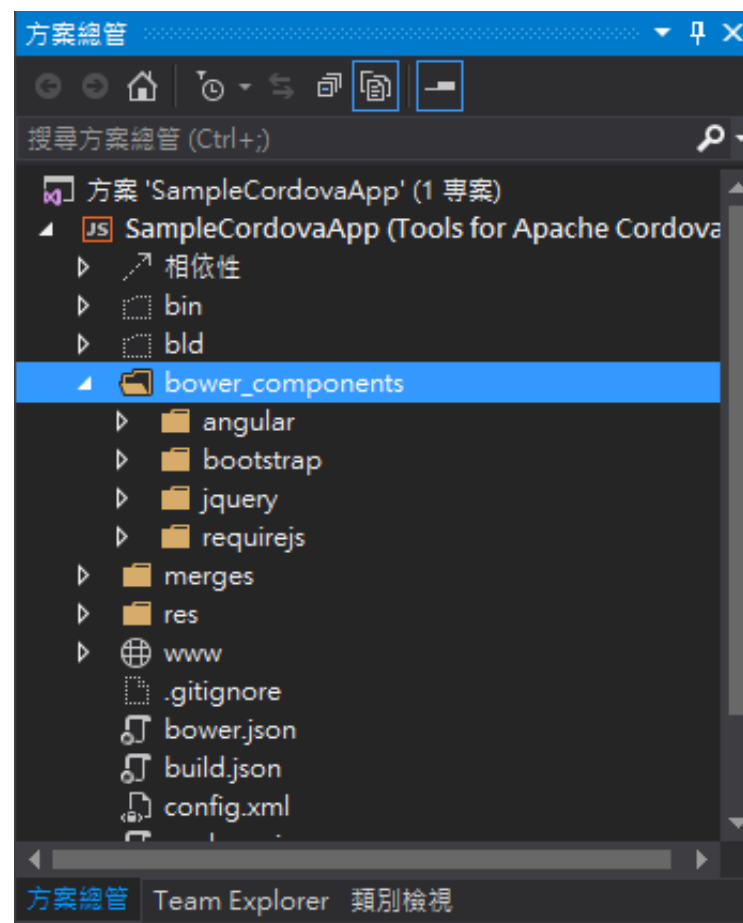 方案總管
搜尋方案總管 (Ctrl+;)
方案 'SampleCordovaApp' (1 專案)
JS SampleCordovaApp (Tools for Apache Cordova
相依性
bin
bld
bower_components
angular
bootstrap
jquery
requirejs
merges
res
www
.gitignore
bower.json
build.json
config.xml
方案總管 Team Explorer 類別檢視